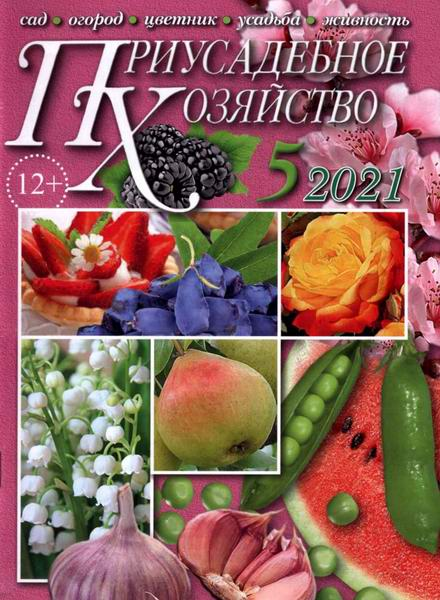 сад • огород • цветник • усадьба • живность
ПРИУСАДЕБНОЕ
ХОЗЯЙСТВО
12+
5 2021